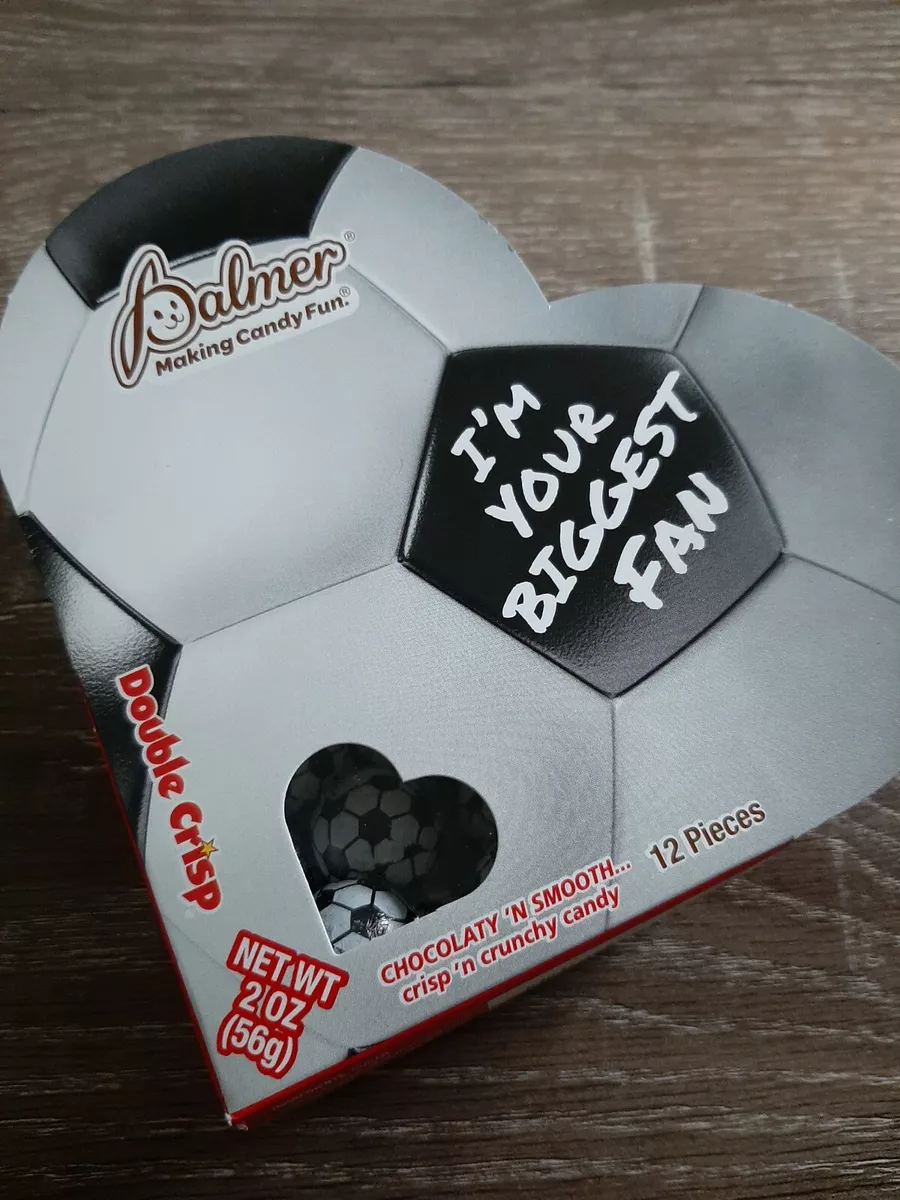 Palmer®
Making Candy Fun.®
I'M
YOUR
BIGGEST
FAN
Double Crisp
12 Pieces
CHOCOLATY 'N SMOOTH...
crisp 'n crunchy candy
NET WT
2 OZ
(56g)